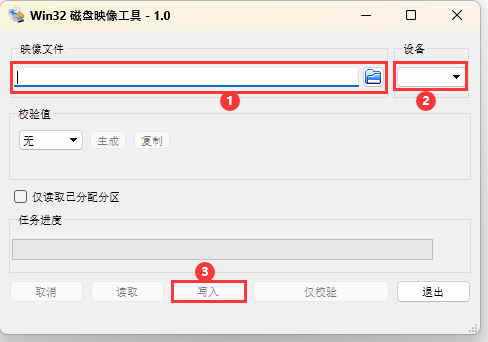 Win32 磁盘映像工具 - 1.0
映像文件
设备
1
2
校验值
无
生成
复制
仅读取已分配分区
任务进度
3
取消
读取
写入
仅校验
退出